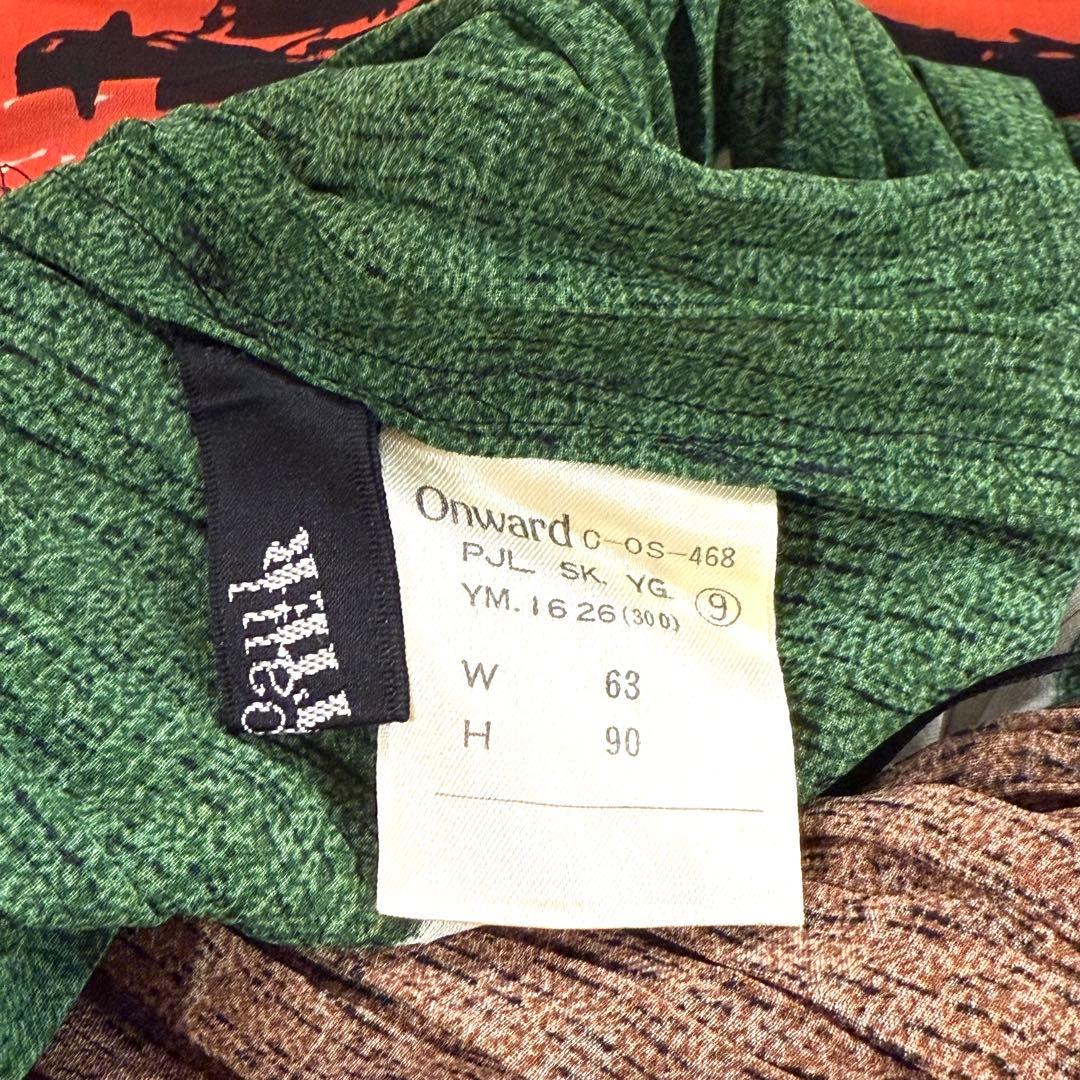 Onward C-OS-468
PJL SK. YG. ⑨
YM. 16 26 (300)
W 63
H 90